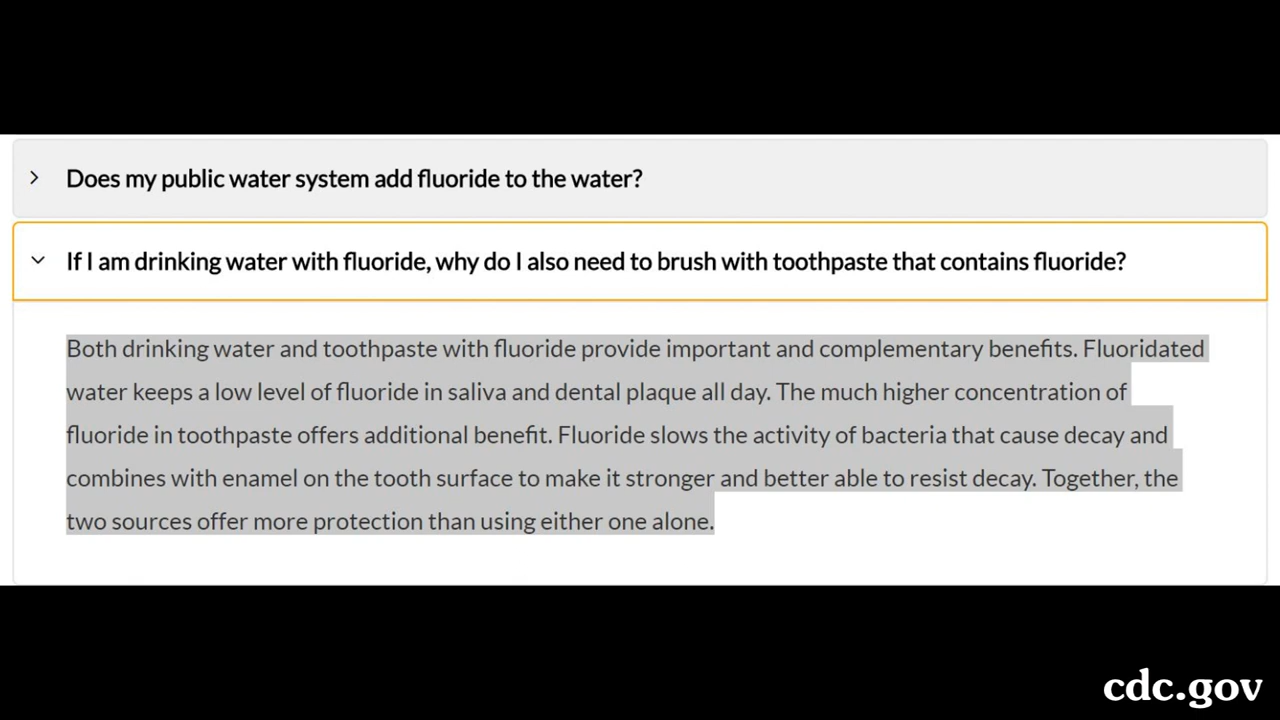 Does my public water system add fluoride to the water?
If I am drinking water with fluoride, why do I also need to brush with toothpaste that contains fluoride?
Both drinking water and toothpaste with fluoride provide important and complementary benefits. Fluoridated
water keeps a low level of fluoride in saliva and dental plaque all day. The much higher concentration of
fluoride in toothpaste offers additional benefit. Fluoride slows the activity of bacteria that cause decay and
combines with enamel on the tooth surface to make it stronger and better able to resist decay. Together, the
two sources offer more protection than using either one alone.
cdc.gov